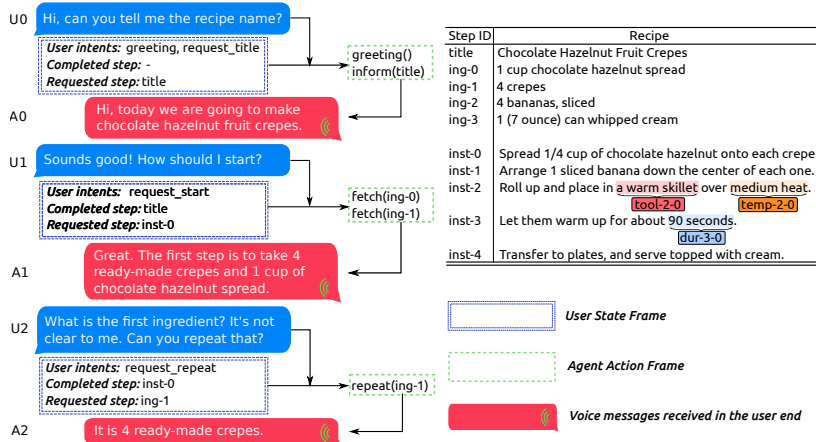 U0
Hi, can you tell me the recipe name?
User intents: greeting, request_title
Completed step: -
Requested step: title
greeting()
inform(title)
A0
Hi, today we are going to make
chocolate hazelnut fruit crepes.
U1
Sounds good! How should I start?
User intents: request_start
Completed step: title
Requested step: inst-0
fetch(ing-0)
fetch(ing-1)
A1
Great. The first step is to take 4
ready-made crepes and 1 cup of
chocolate hazelnut spread.
U2
What is the first ingredient? It's not
clear to me. Can you repeat that?
User intents: request_repeat
Completed step: inst-0
Requested step: ing-1
repeat(ing-1)
A2
It is 4 ready-made crepes.
Step ID Recipe
title Chocolate Hazelnut Fruit Crepes
ing-0 1 cup chocolate hazelnut spread
ing-1 4 crepes
ing-2 4 bananas, sliced
ing-3 1 (7 ounce) can whipped cream
inst-0 Spread 1/4 cup of chocolate hazelnut onto each crepe
inst-1 Arrange 1 sliced banana down the center of each one.
inst-2 Roll up and place in a warm skillet over medium heat.
tool-2-0 temp-2-0
inst-3 Let them warm up for about 90 seconds.
dur-3-0
inst-4 Transfer to plates, and serve topped with cream.
User State Frame
Agent Action Frame
Voice messages received in the user end